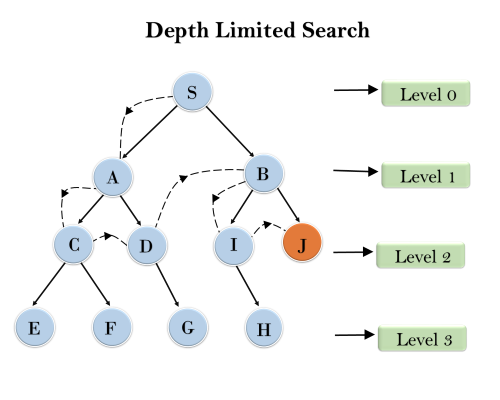 Depth Limited Search
S
Level 0
A
B
Level 1
C
D
I
J
Level 2
E
F
G
H
Level 3